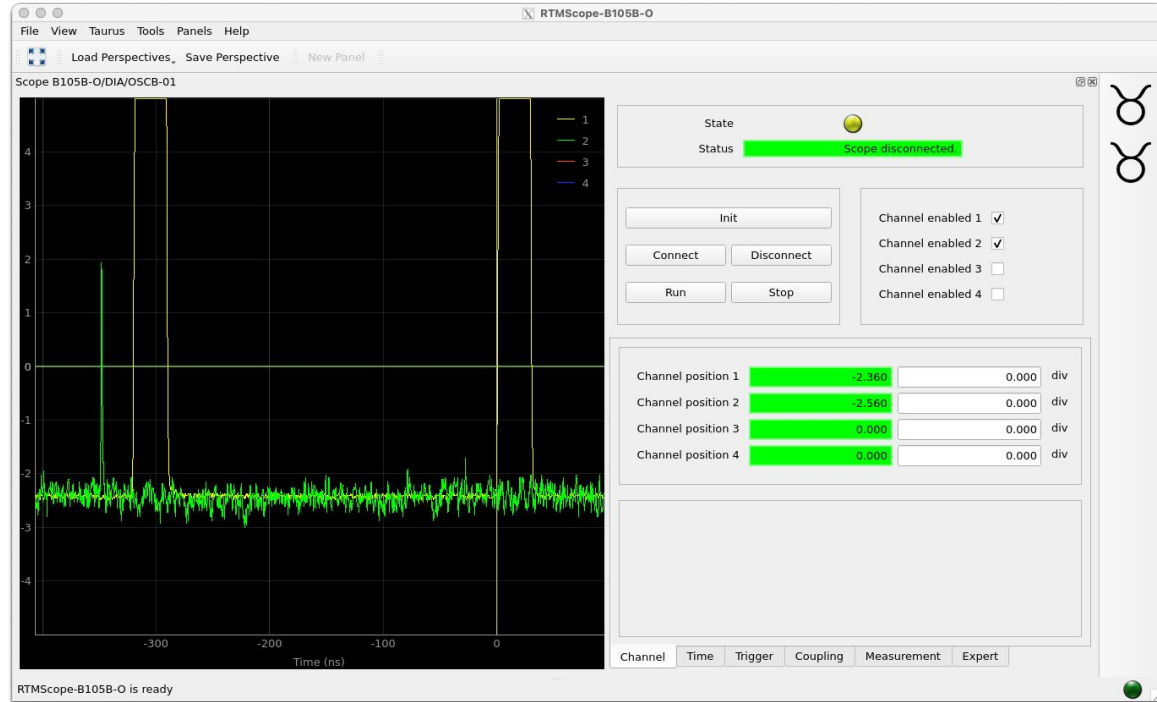 RTMScope-B105B-O
File View Taurus Tools Panels Help
Load Perspectives Save Perspective New Panel
Scope B105B-O/DIA/OSCB-01
1
2
3
4
4
3
2
1
0
-1
-2
-3
-4
-300 -200 -100 0
Time (ns)
State
Status Scope disconnected.
Init
Connect Disconnect
Run Stop
Channel enabled 1
Channel enabled 2
Channel enabled 3
Channel enabled 4
Channel position 1 -2.360 0.000 div
Channel position 2 -2.560 0.000 div
Channel position 3 0.000 0.000 div
Channel position 4 0.000 0.000 div
Channel Time Trigger Coupling Measurement Expert
RTMScope-B105B-O is ready